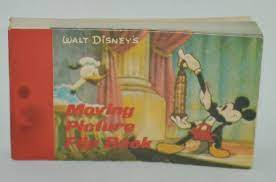 WALT DISNEY'S
Moving
Picture
Flip Book